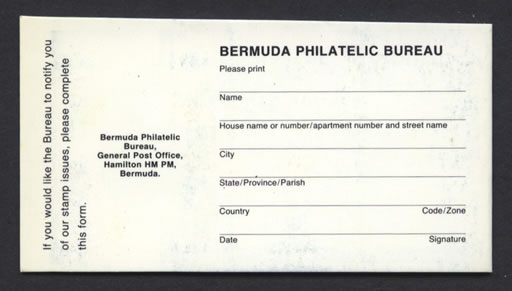 If you would like the Bureau to notify you
of our stamp issues, please complete
this form.
Bermuda Philatelic
Bureau,
General Post Office,
Hamilton HM PM,
Bermuda.
BERMUDA PHILATELIC BUREAU
Please print
Name
House name or number/apartment number and street name
City
State/Province/Parish
Country Code/Zone
Date Signature